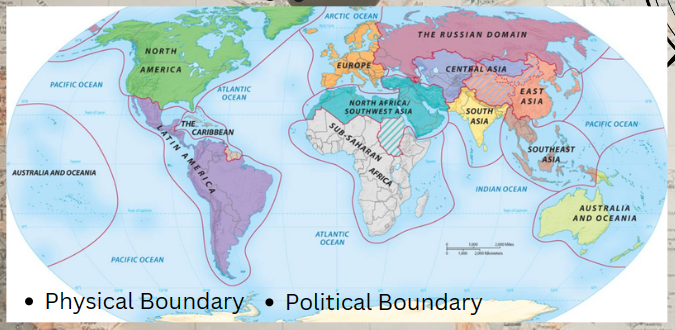 ARCTIC OCEAN
THE RUSSIAN DOMAIN
NORTH
AMERICA
EUROPE
CENTRAL ASIA
PACIFIC OCEAN
ATLANTIC
OCEAN
NORTH AFRICA/
SOUTHWEST ASIA
EAST
ASIA
SOUTH
ASIA
PACIFIC OCEAN
THE
CARIBBEAN
LATIN AMERICA
SUB-SAHARAN
AFRICA
SOUTHEAST
ASIA
AUSTRALIA AND OCEANIA
INDIAN OCEAN
AUSTRALIA
AND OCEANIA
ATLANTIC
OCEAN
PACIFIC OCEAN
• Physical Boundary • Political Boundary